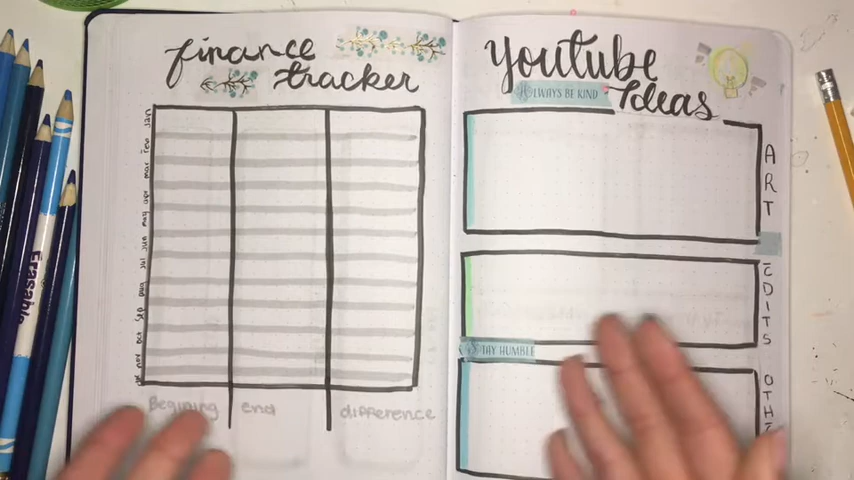 finance
tracker
jan
feb
mar
apr
may
jun
jul
aug
sep
oct
nov
Begining
end
difference
Youtube
ALWAYS BE KIND
Ideas
ART
EDITS
STAY HUMBLE
OTHE
Erasable